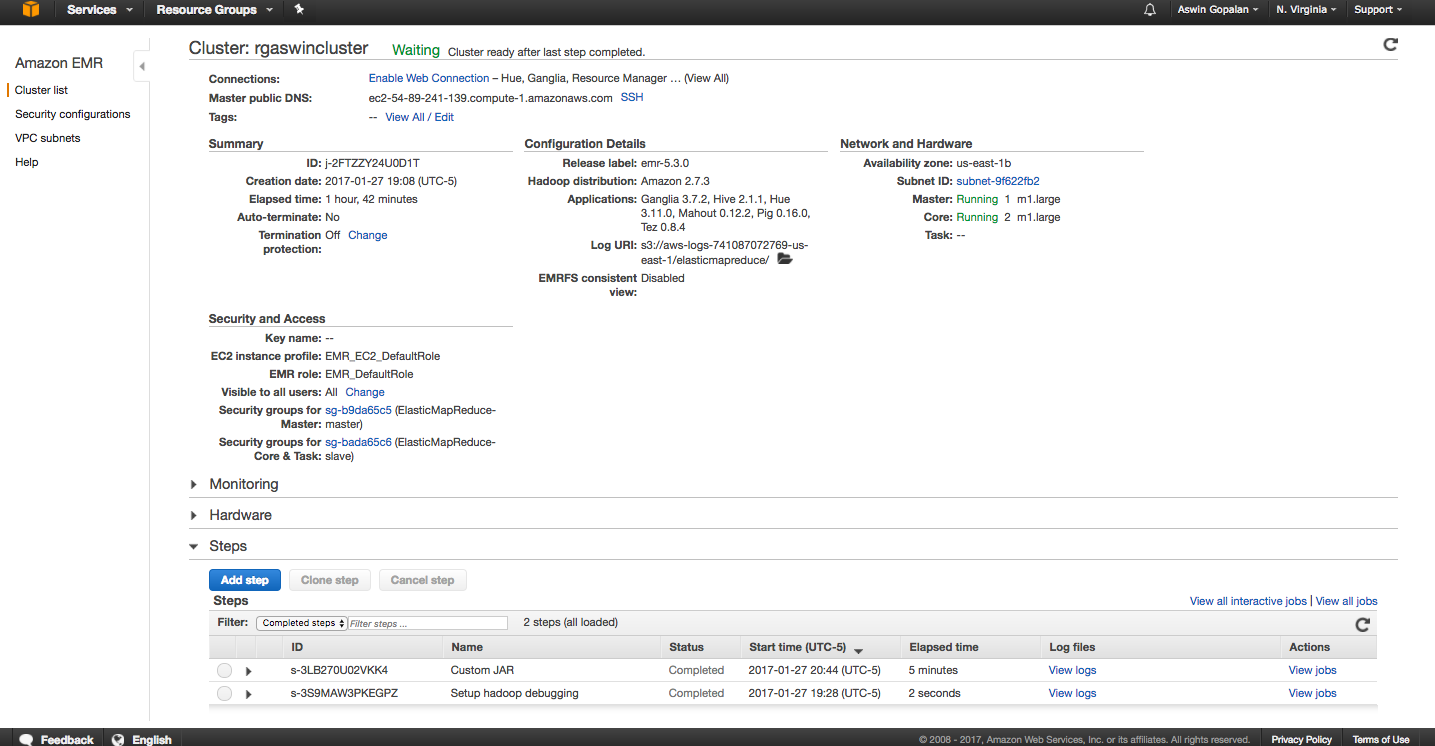 Services Resource Groups Aswin Gopalan N. Virginia Support
Amazon EMR
Cluster list
Security configurations
VPC subnets
Help
Cluster: rgaswincluster Waiting Cluster ready after last step completed.
Connections: Enable Web Connection – Hue, Ganglia, Resource Manager … (View All)
Master public DNS: ec2-54-89-241-139.compute-1.amazonaws.com SSH
Tags: -- View All / Edit
Summary
ID: j-2FTZZY24U0D1T
Creation date: 2017-01-27 19:08 (UTC-5)
Elapsed time: 1 hour, 42 minutes
Auto-terminate: No
Termination Off Change
protection:
Configuration Details
Release label: emr-5.3.0
Hadoop distribution: Amazon 2.7.3
Applications: Ganglia 3.7.2, Hive 2.1.1, Hue
3.11.0, Mahout 0.12.2, Pig 0.16.0,
Tez 0.8.4
Log URI: s3://aws-logs-741087072769-us-
east-1/elasticmapreduce/
EMRFS consistent Disabled
view:
Network and Hardware
Availability zone: us-east-1b
Subnet ID: subnet-9f622fb2
Master: Running 1 m1.large
Core: Running 2 m1.large
Task: --
Security and Access
Key name: --
EC2 instance profile: EMR_EC2_DefaultRole
EMR role: EMR_DefaultRole
Visible to all users: All Change
Security groups for sg-b9da65c5 (ElasticMapReduce-
Master: master)
Security groups for sg-bada65c6 (ElasticMapReduce-
Core & Task: slave)
Monitoring
Hardware
Steps
Add step Clone step Cancel step
Steps View all interactive jobs | View all jobs
Filter: Completed steps Filter steps ... 2 steps (all loaded)
ID Name Status Start time (UTC-5) Elapsed time Log files Actions
s-3LB270U02VKK4 Custom JAR Completed 2017-01-27 20:44 (UTC-5) 5 minutes View logs View jobs
s-3S9MAW3PKEGPZ Setup hadoop debugging Completed 2017-01-27 19:28 (UTC-5) 2 seconds View logs View jobs
Feedback English © 2008 - 2017, Amazon Web Services, Inc. or its affiliates. All rights reserved. Privacy Policy Terms of Use